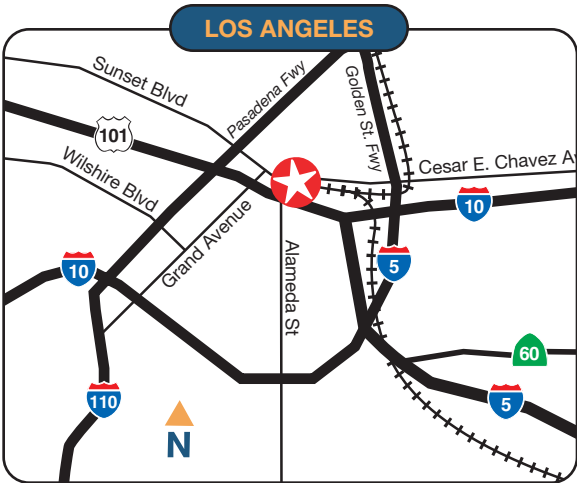 LOS ANGELES
Sunset Blvd
Pasadena Fwy
Golden St. Fwy
101
Cesar E. Chavez Av
Wilshire Blvd
10
Grand Avenue
Alameda St
5
10
60
110
5
N